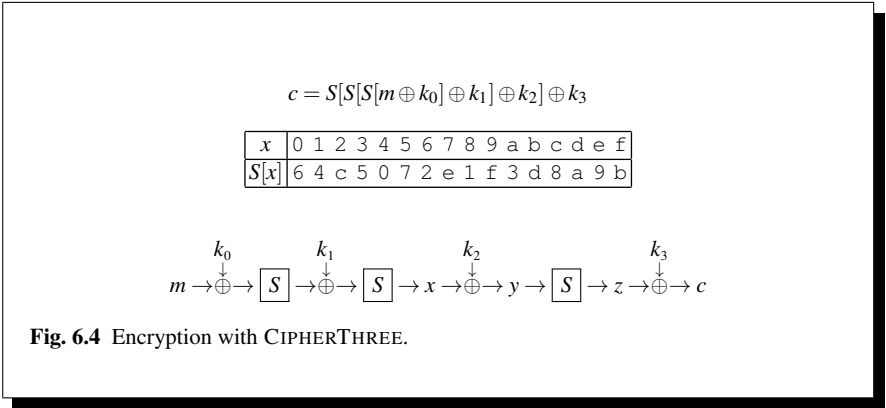 c = S[S[S[m ⊕ k₀] ⊕ k₁] ⊕ k₂] ⊕ k₃
x 0 1 2 3 4 5 6 7 8 9 a b c d e f
S[x] 6 4 c 5 0 7 2 e 1 f 3 d 8 a 9 b
k₀ k₁ k₂ k₃
↓ ↓ ↓ ↓
m → ⊕ → S → ⊕ → S → x → ⊕ → y → S → z → ⊕ → c
Fig. 6.4 Encryption with CIPHERTHREE.